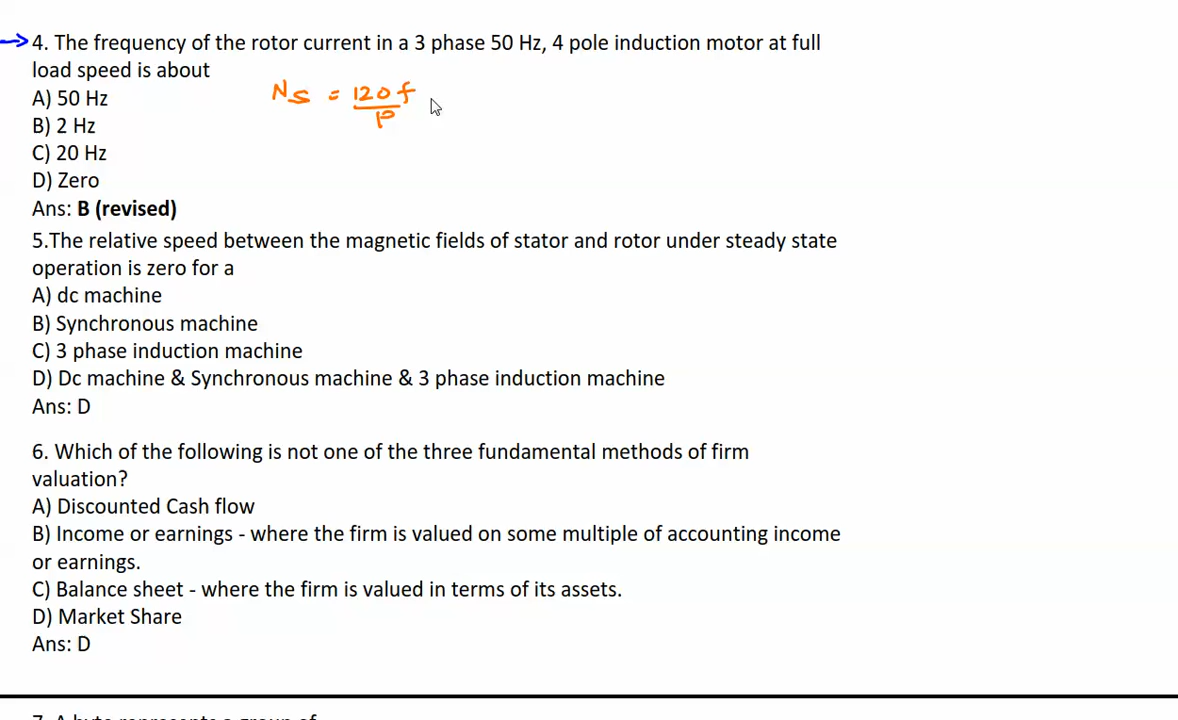 4. The frequency of the rotor current in a 3 phase 50 Hz, 4 pole induction motor at full
load speed is about
A) 50 Hz
Ns = 120f
P
B) 2 Hz
C) 20 Hz
D) Zero
Ans: B (revised)
5.The relative speed between the magnetic fields of stator and rotor under steady state
operation is zero for a
A) dc machine
B) Synchronous machine
C) 3 phase induction machine
D) Dc machine & Synchronous machine & 3 phase induction machine
Ans: D
6. Which of the following is not one of the three fundamental methods of firm
valuation?
A) Discounted Cash flow
B) Income or earnings - where the firm is valued on some multiple of accounting income
or earnings.
C) Balance sheet - where the firm is valued in terms of its assets.
D) Market Share
Ans: D